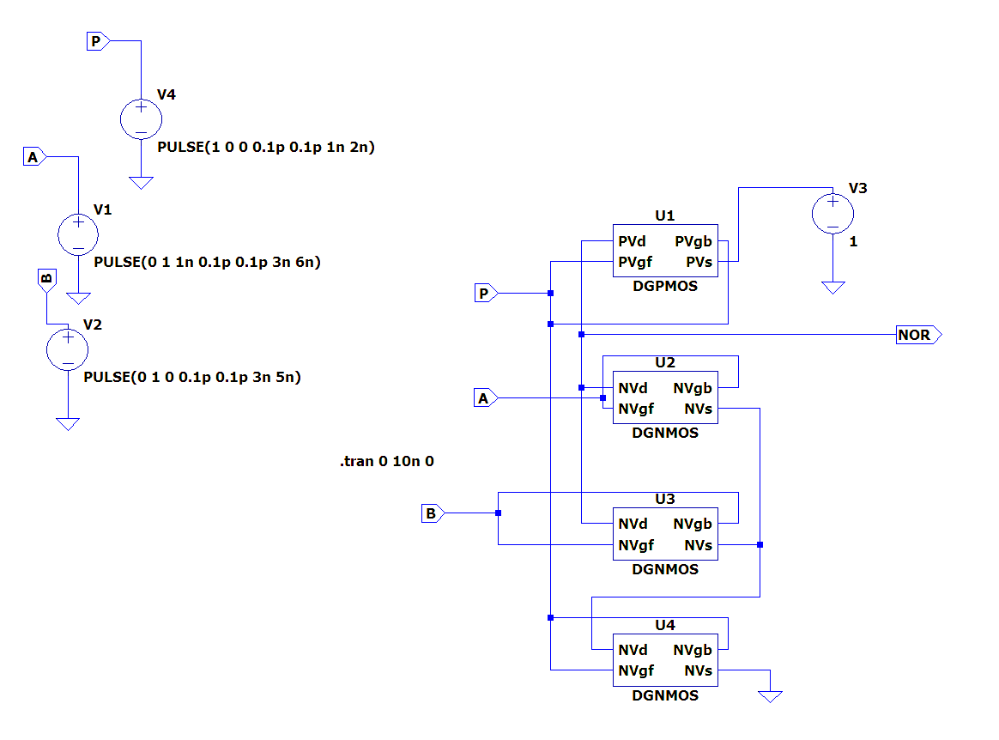 P
V4
PULSE(1 0 0 0.1p 0.1p 1n 2n)
A
V1
PULSE(0 1 1n 0.1p 0.1p 3n 6n)
B
V2
PULSE(0 1 0 0.1p 0.1p 3n 5n)
V3
1
U1
PVd PVgb
PVgf PVs
DGPMOS
P
NOR
U2
NVd NVgb
A
NVgf NVs
DGNMOS
.tran 0 10n 0
U3
B
NVd NVgb
NVgf NVs
DGNMOS
U4
NVd NVgb
NVgf NVs
DGNMOS